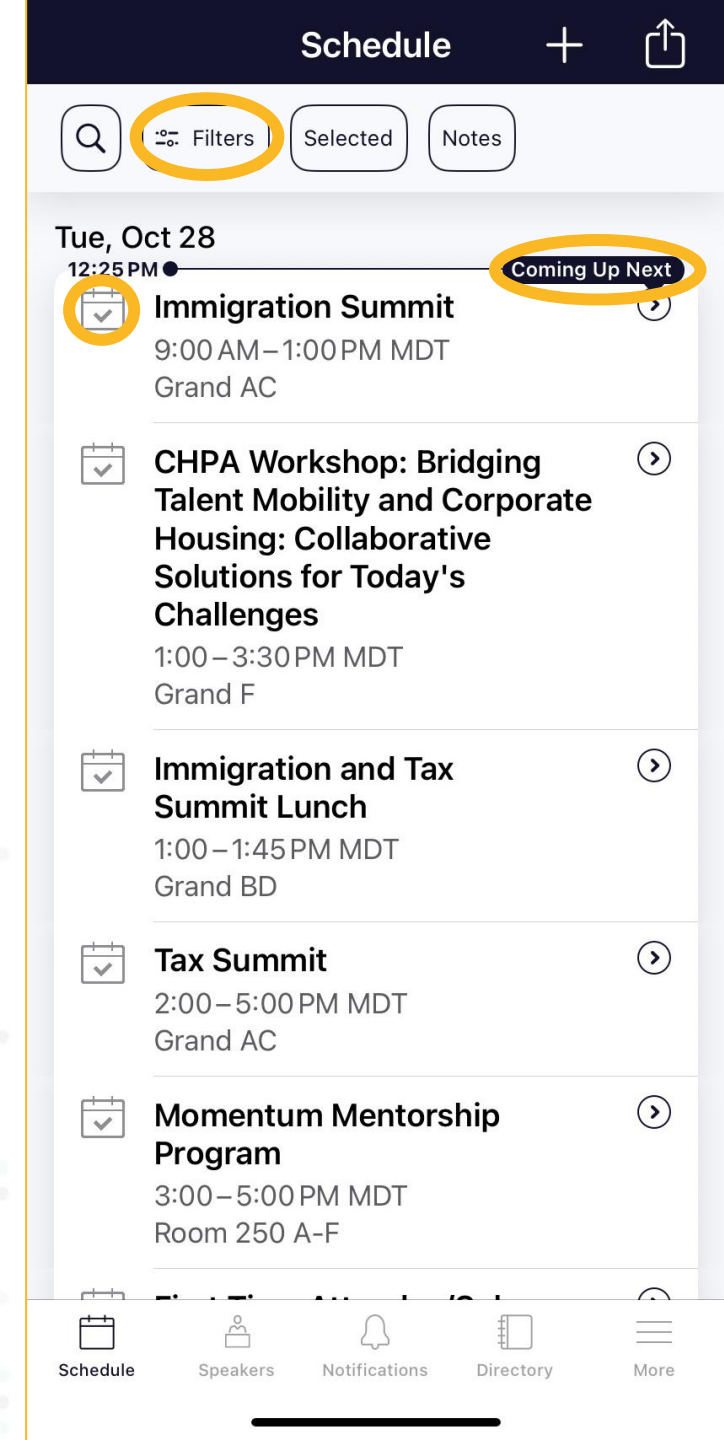 Schedule
Filters
Selected
Notes
Tue, Oct 28
12:25 PM
Coming Up Next
Immigration Summit
9:00 AM – 1:00 PM MDT
Grand AC
CHPA Workshop: Bridging
Talent Mobility and Corporate
Housing: Collaborative
Solutions for Today's
Challenges
1:00 – 3:30 PM MDT
Grand F
Immigration and Tax
Summit Lunch
1:00 – 1:45 PM MDT
Grand BD
Tax Summit
2:00 – 5:00 PM MDT
Grand AC
Momentum Mentorship
Program
3:00 – 5:00 PM MDT
Room 250 A-F
Schedule
Speakers
Notifications
Directory
More